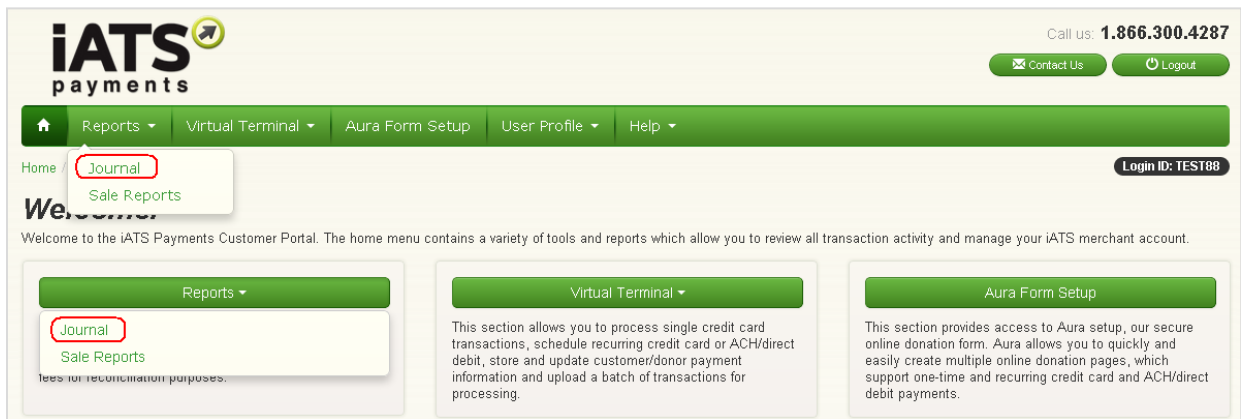 iATS
payments
Call us: 1.866.300.4287
Contact Us
Logout
Reports
Virtual Terminal
Aura Form Setup
User Profile
Help
Home /
Journal
Sale Reports
Login ID: TEST88
Welcome to the iATS Payments Customer Portal. The home menu contains a variety of tools and reports which allow you to review all transaction activity and manage your iATS merchant account.
Reports
Journal
Sale Reports
fees for reconciliation purposes.
Virtual Terminal
This section allows you to process single credit card
transactions, schedule recurring credit card or ACH/direct
debit, store and update customer/donor payment
information and upload a batch of transactions for
processing.
Aura Form Setup
This section provides access to Aura setup, our secure
online donation form. Aura allows you to quickly and
easily create multiple online donation pages, which
support one-time and recurring credit card and ACH/direct
debit payments.